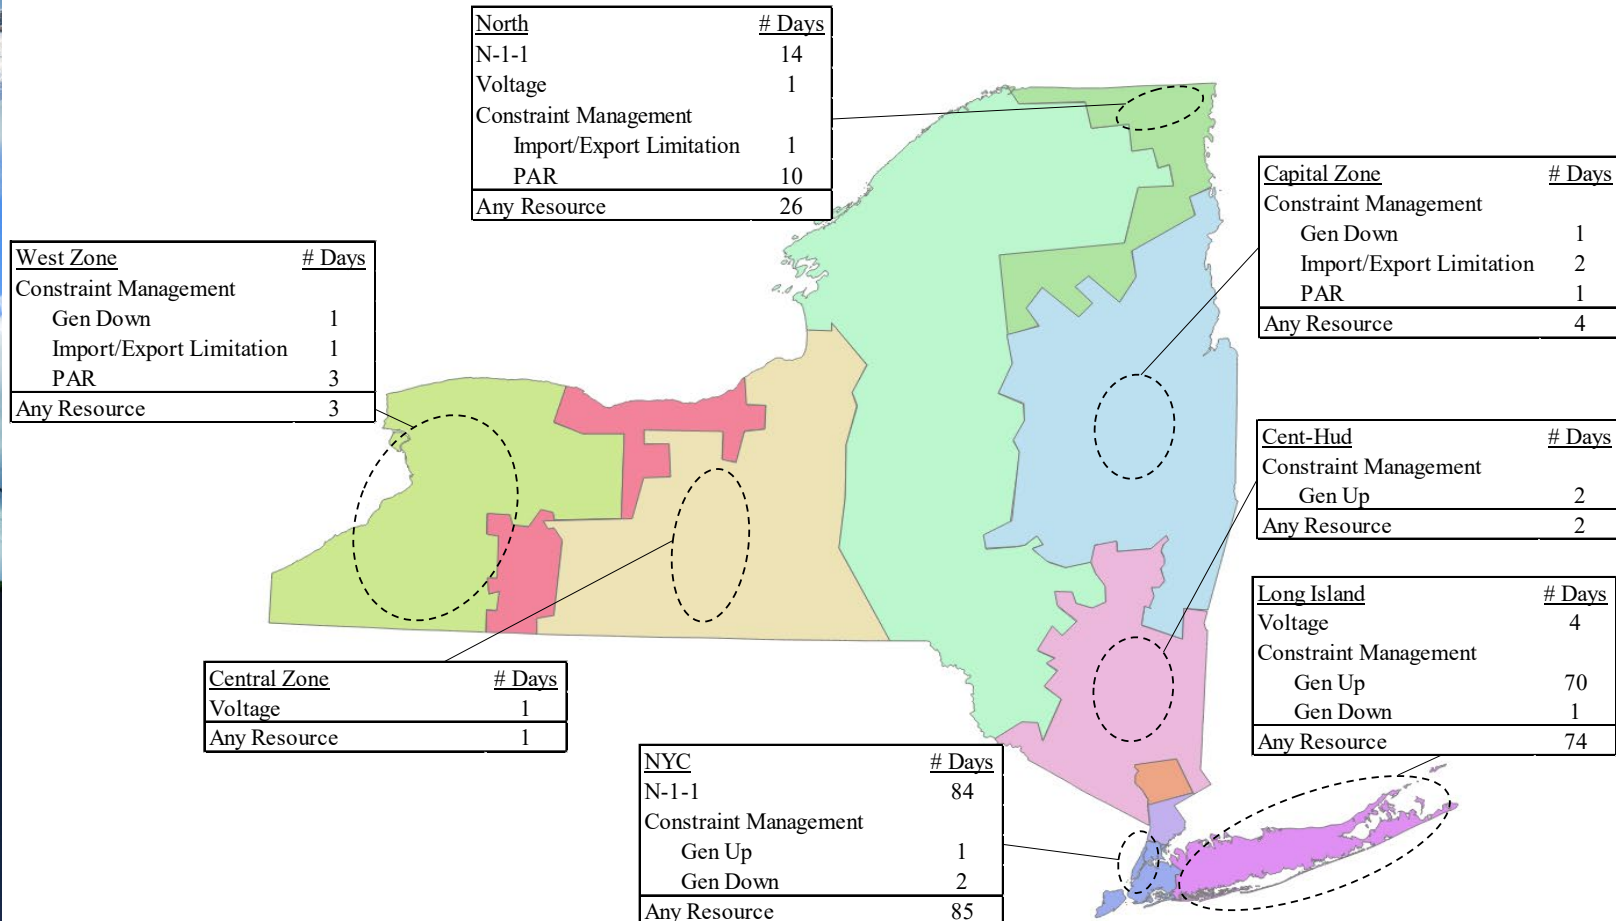 North # Days
N-1-1 14
Voltage 1
Constraint Management
Import/Export Limitation 1
PAR 10
Any Resource 26
Capital Zone # Days
Constraint Management
Gen Down 1
Import/Export Limitation 2
PAR 1
Any Resource 4
West Zone # Days
Constraint Management
Gen Down 1
Import/Export Limitation 1
PAR 3
Any Resource 3
Cent-Hud # Days
Constraint Management
Gen Up 2
Any Resource 2
Long Island # Days
Voltage 4
Constraint Management
Gen Up 70
Gen Down 1
Any Resource 74
Central Zone # Days
Voltage 1
Any Resource 1
NYC # Days
N-1-1 84
Constraint Management
Gen Up 1
Gen Down 2
Any Resource 85